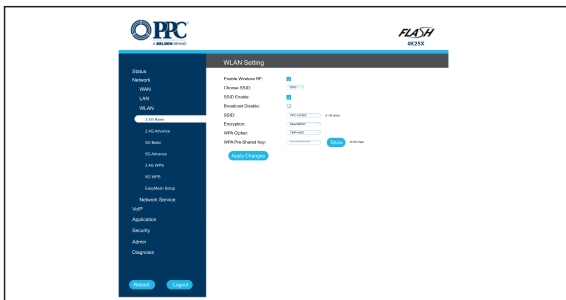 PPC
A BELDEN BRAND
FLASH
6K25X
WLAN Setting
Status
Network
WAN
LAN
WLAN
2.4G Basic
2.4G Advance
5G Basic
5G Advance
2.4G WPS
5G WPS
EasyMesh Setup
Network Service
VoIP
Application
Security
Admin
Diagnosis
Reboot
Logout
Enable Wireless RF:
Choose SSID:
SSID Enable:
Broadcast Disable:
SSID:
Encryption:
WPA Cipher:
WPA Pre-Shared Key:
Show
Apply Changes